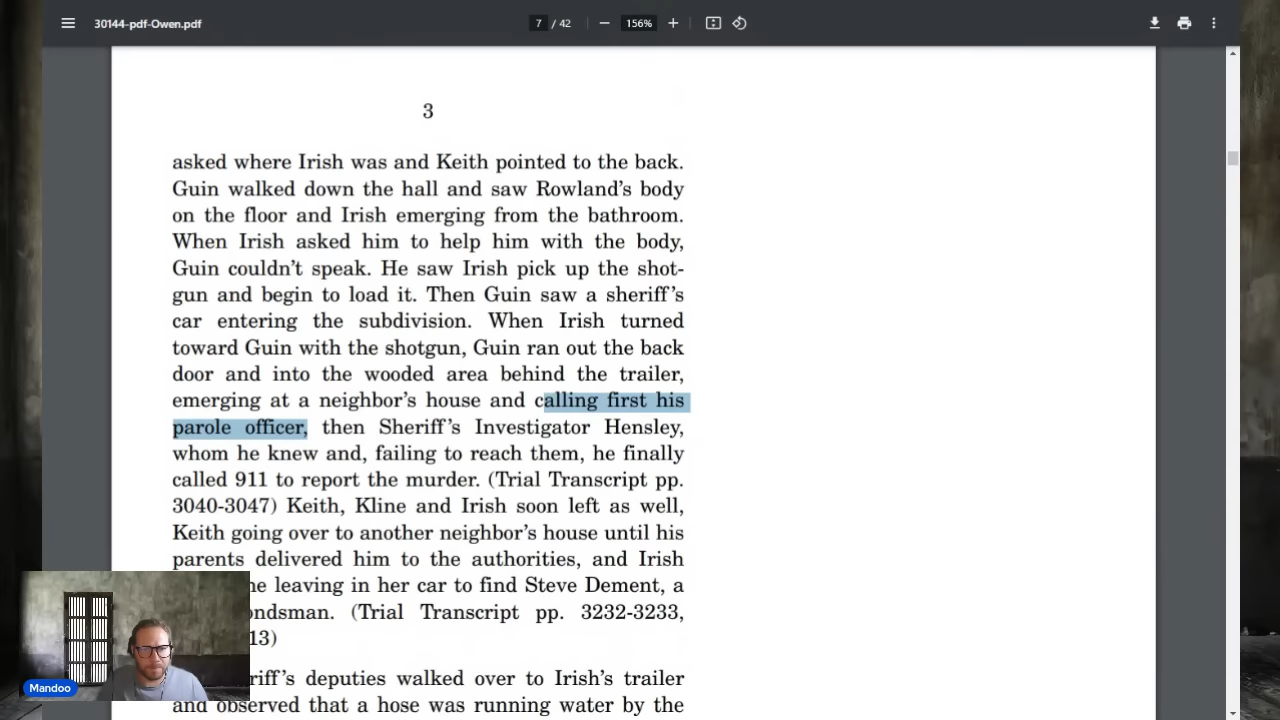 30144-pdf-Owen.pdf
7 / 42
156%
3
asked where Irish was and Keith pointed to the back.
Guin walked down the hall and saw Rowland's body
on the floor and Irish emerging from the bathroom.
When Irish asked him to help him with the body,
Guin couldn't speak. He saw Irish pick up the shot-
gun and begin to load it. Then Guin saw a sheriff's
car entering the subdivision. When Irish turned
toward Guin with the shotgun, Guin ran out the back
door and into the wooded area behind the trailer,
emerging at a neighbor's house and calling first his
parole officer, then Sheriff's Investigator Hensley,
whom he knew and, failing to reach them, he finally
called 911 to report the murder. (Trial Transcript pp.
3040-3047) Keith, Kline and Irish soon left as well,
Keith going over to another neighbor's house until his
parents delivered him to the authorities, and Irish
leaving in her car to find Steve Dement, a
(Trial Transcript pp. 3232-3233,
13)
deputies walked over to Irish's trailer
and observed that a hose was running water by the
Mandoo